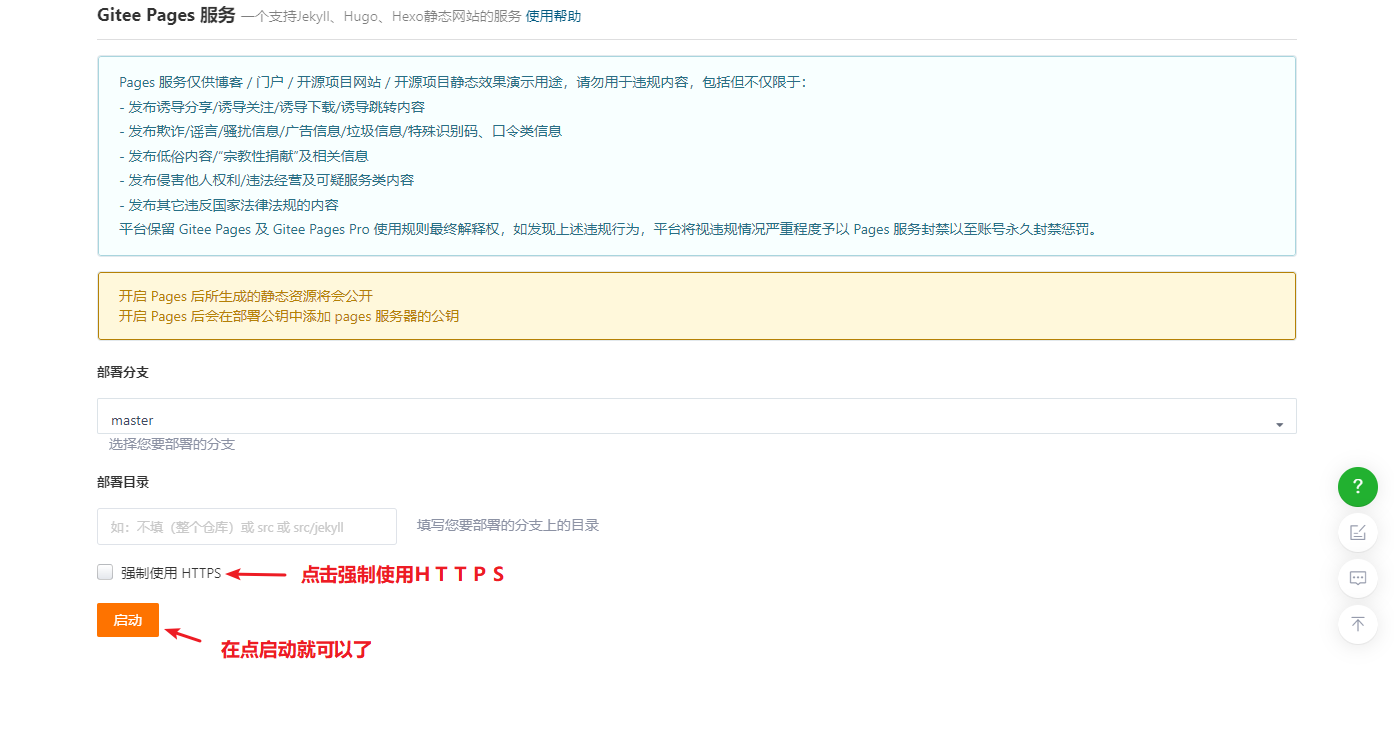 Gitee Pages 服务 一个支持Jekyll、Hugo、Hexo静态网站的服务 使用帮助
Pages 服务仅供博客 / 门户 / 开源项目网站 / 开源项目静态效果演示用途，请勿用于违规内容，包括但不仅限于：
- 发布诱导分享/诱导关注/诱导下载/诱导跳转内容
- 发布欺诈/谣言/骚扰信息/广告信息/垃圾信息/特殊识别码、口令类信息
- 发布低俗内容/“宗教性捐献”及相关信息
- 发布侵害他人权利/违法经营及可疑服务类内容
- 发布其它违反国家法律法规的内容
平台保留 Gitee Pages 及 Gitee Pages Pro 使用规则最终解释权，如发现上述违规行为，平台将视违规情况严重程度予以 Pages 服务封禁以至账号永久封禁惩罚。
开启 Pages 后所生成的静态资源将会公开
开启 Pages 后会在部署公钥中添加 pages 服务器的公钥
部署分支
master
选择您要部署的分支
部署目录
如：不填（整个仓库）或 src 或 src/jekyll 填写您要部署的分支上的目录
强制使用 HTTPS 点击强制使用ＨＴＴＰＳ
启动
在点启动就可以了
?